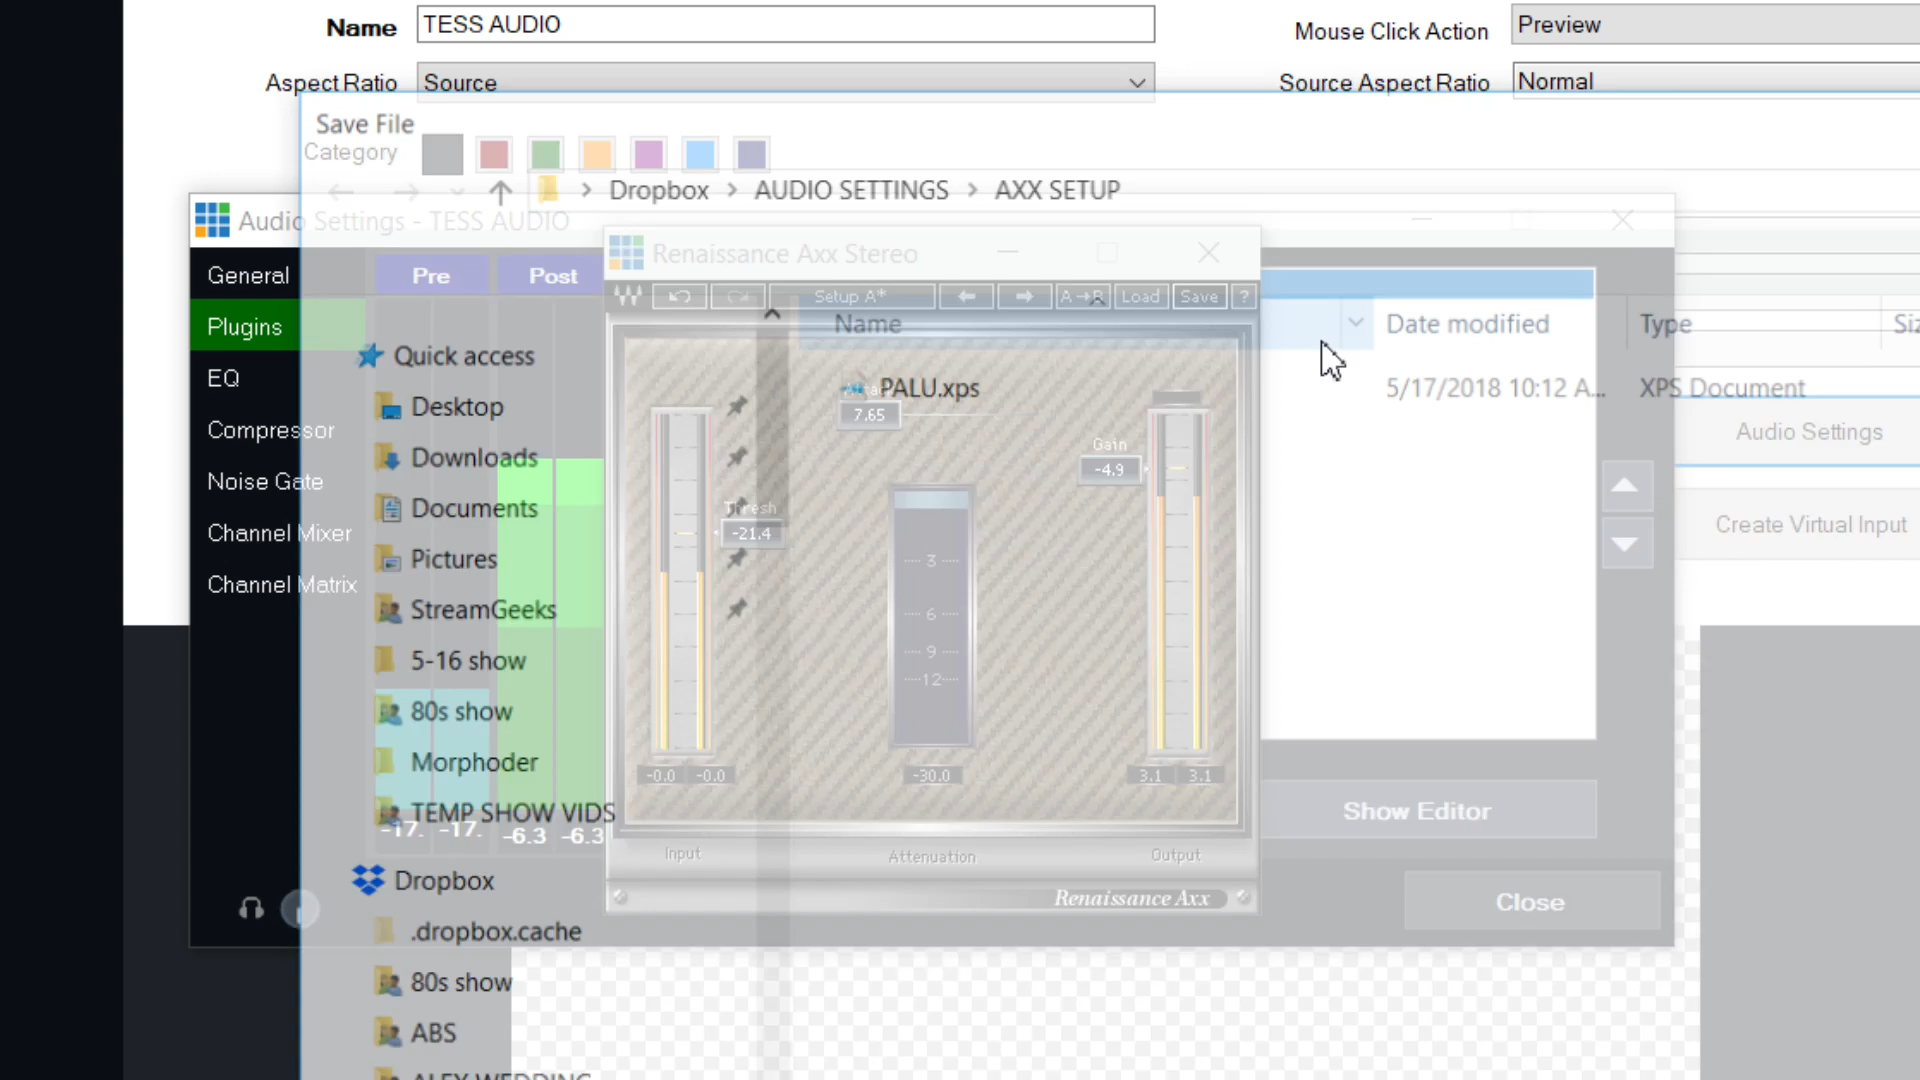 Name TESS AUDIO Mouse Click Action Preview
Aspect Ratio Source Source Aspect Ratio Normal
Save File
Category
Dropbox > AUDIO SETTINGS > AXX SETUP
Audio Settings - TESS AUDIO
Renaissance Axx Stereo
General Pre Post
Setup A* A→B Load Save ?
Name Date modified Type
Plugins
Quick access
EQ
PALU.xps 5/17/2018 10:12 A... XPS Document
7.65
Desktop
Compressor
Audio Settings
Gain
-4.9
Downloads
Noise Gate
Documents
Thresh
-21.4
Create Virtual Input
Channel Mixer
Pictures
3
Channel Matrix
StreamGeeks
6
5-16 show
9
12
80s show
Morphoder
-0.0 -0.0 -30.0 3.1 3.1
TEMP SHOW VIDS
Show Editor
-17. -17. -6.3 -6.3
Input Attenuation Output
Dropbox
Renaissance Axx
Close
.dropbox.cache
80s show
ABS
ALEX WEDDING